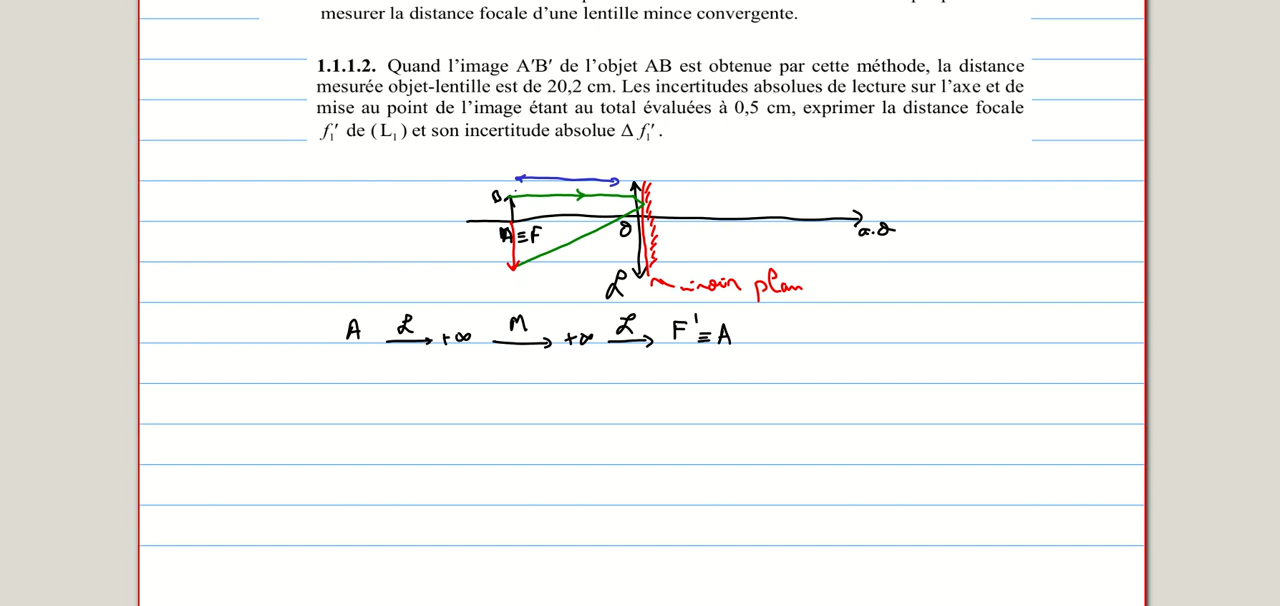 mesurer la distance focale d'une lentille mince convergente.
1.1.1.2. Quand l'image A′B′ de l'objet AB est obtenue par cette méthode, la distance
mesurée objet-lentille est de 20,2 cm. Les incertitudes absolues de lecture sur l'axe et de
mise au point de l'image étant au total évaluées à 0,5 cm, exprimer la distance focale
f₁′ de (L₁) et son incertitude absolue Δ f₁′.
B
A≡F
O
a.o
ℒ
miroir plan
A ℒ→ +∞ M→ +∞ ℒ→ F'≡A